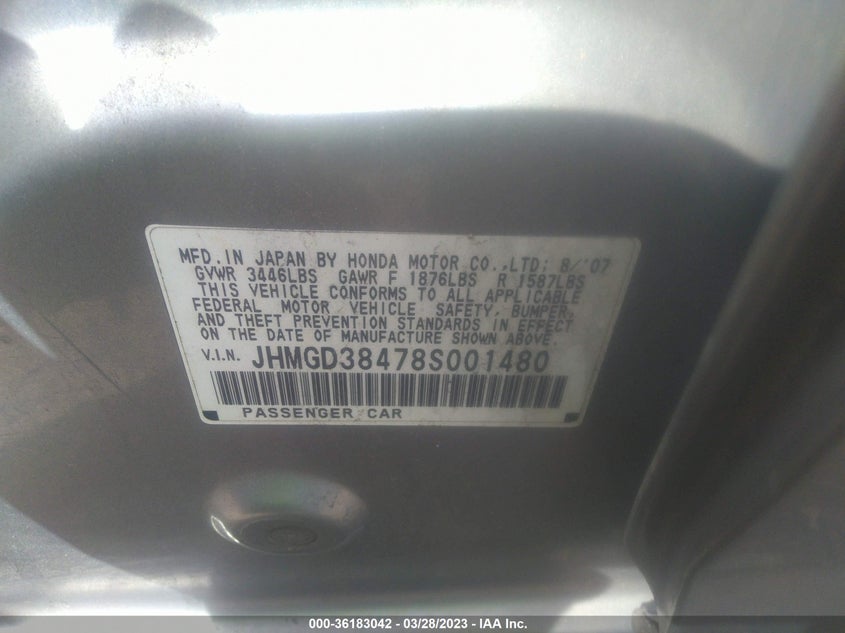 MFD. IN JAPAN BY HONDA MOTOR CO., LTD; 8/'07
GVWR 3446LBS GAWR F 1876LBS R 1587LBS
THIS VEHICLE CONFORMS TO ALL APPLICABLE
FEDERAL MOTOR VEHICLE SAFETY, BUMPER,
AND THEFT PREVENTION STANDARDS IN EFFECT
ON THE DATE OF MANUFACTURE SHOWN ABOVE.
V.I.N. JHMGD38478S001480
PASSENGER CAR
000-36183042 - 03/28/2023 - IAA Inc.